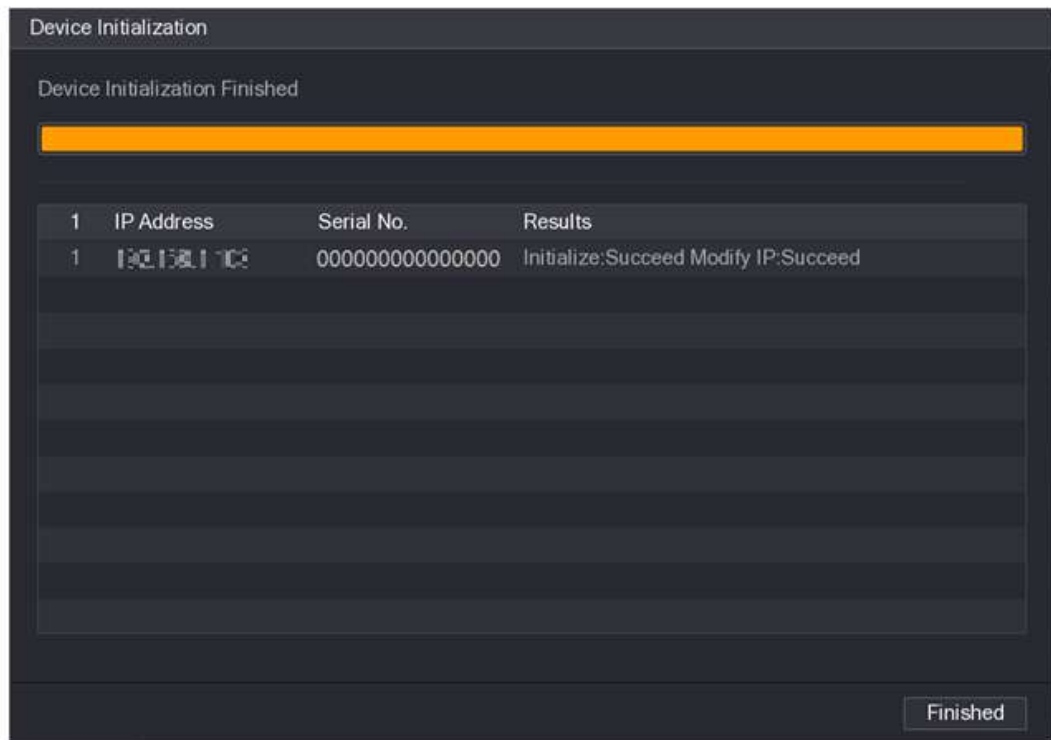 Device Initialization
Device Initialization Finished
1 IP Address Serial No. Results
1 000000000000000 Initialize:Succeed Modify IP:Succeed
Finished